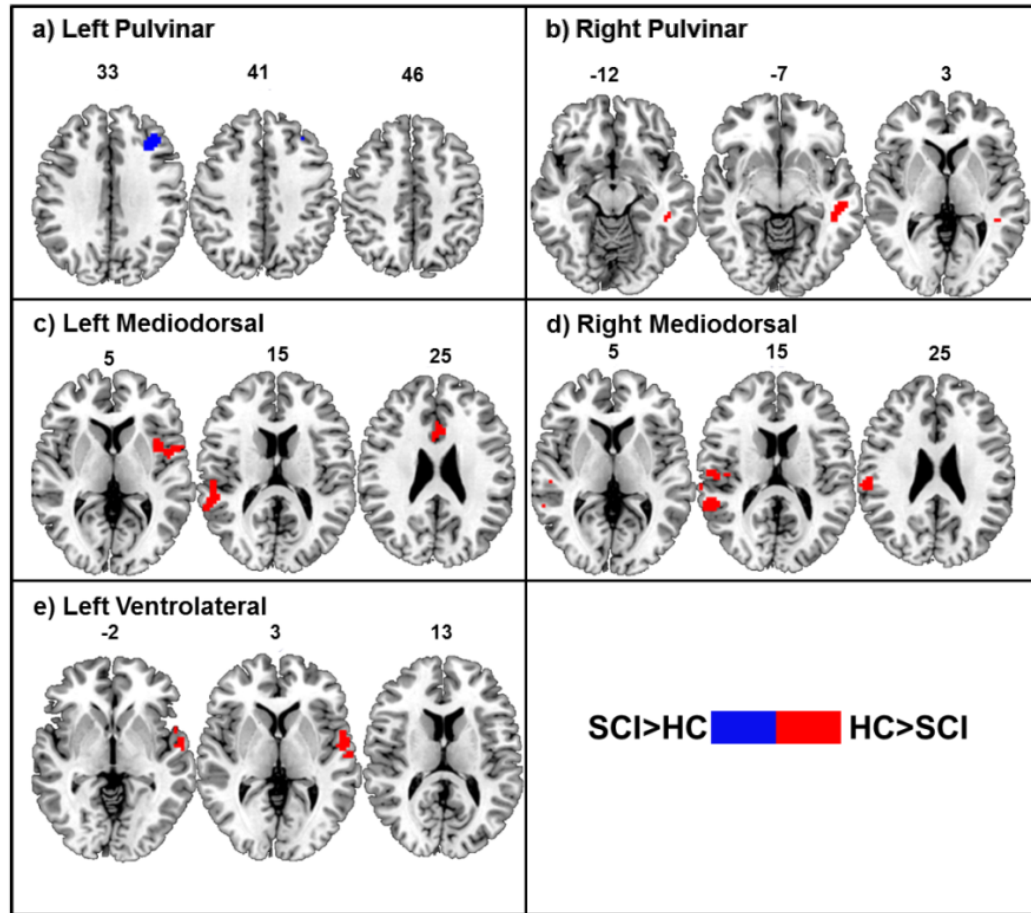 a) Left Pulvinar
33 41 46
b) Right Pulvinar
-12 -7 3
c) Left Mediodorsal
5 15 25
d) Right Mediodorsal
5 15 25
e) Left Ventrolateral
-2 3 13
SCI>HC HC>SCI